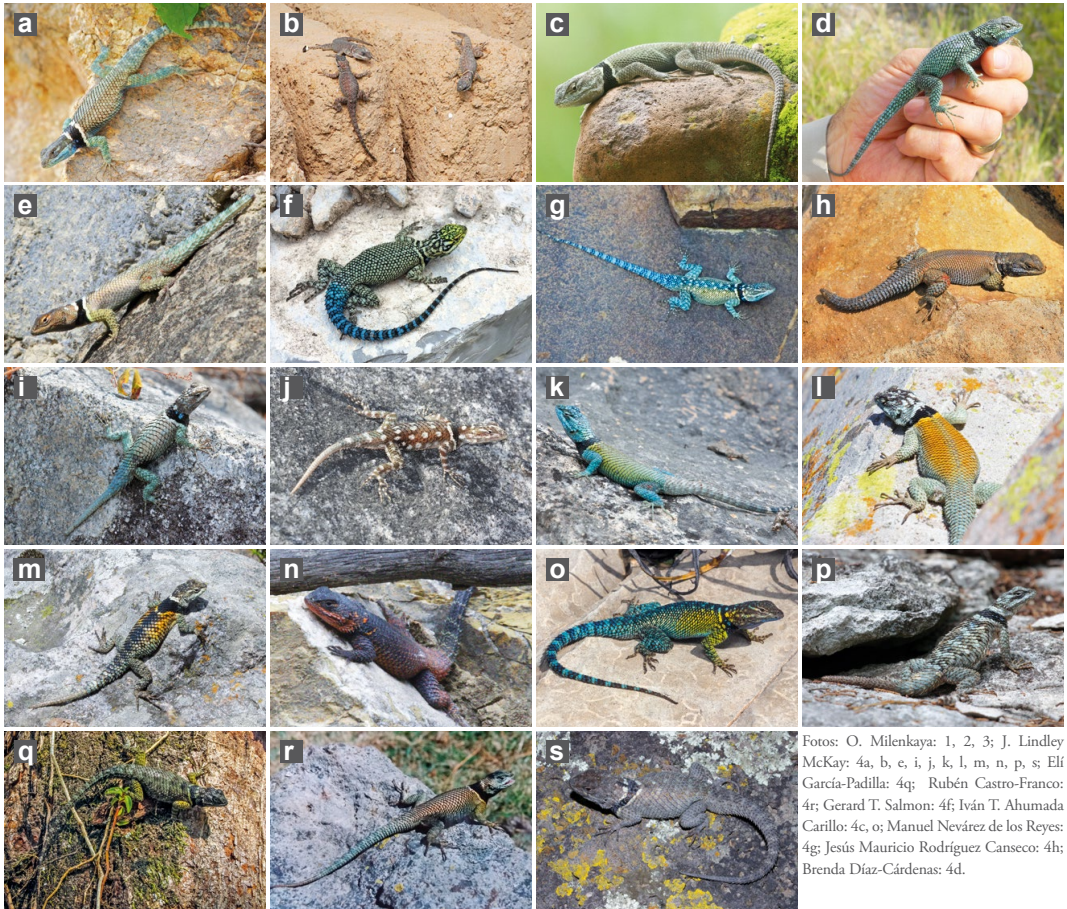 a
b
c
d
e
f
g
h
i
j
k
l
m
n
o
p
q
r
s
Fotos: O. Milenkaya: 1, 2, 3; J. Lindley
McKay: 4a, b, e, i, j, k, l, m, n, p, s; Elí
García-Padilla: 4q; Rubén Castro-Franco:
4r; Gerard T. Salmon: 4f; Iván T. Ahumada
Carillo: 4c, o; Manuel Nevárez de los Reyes:
4g; Jesús Mauricio Rodríguez Canseco: 4h;
Brenda Díaz-Cárdenas: 4d.